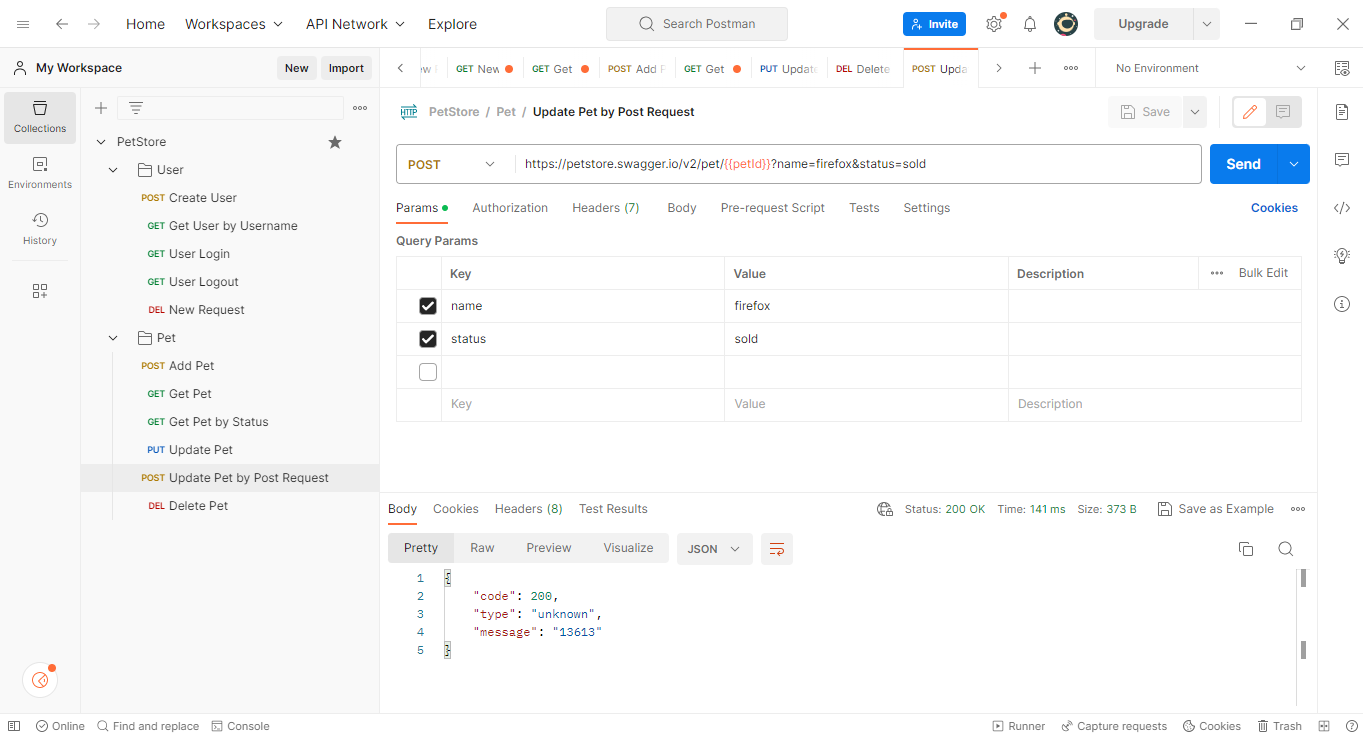 Home Workspaces API Network Explore Search Postman Invite Upgrade
My Workspace New Import
GET New GET Get POST Add GET Get PUT Update DEL Delete POST Upda No Environment
Collections
Environments
History
PetStore
User
POST Create User
GET Get User by Username
GET User Login
GET User Logout
DEL New Request
Pet
POST Add Pet
GET Get Pet
GET Get Pet by Status
PUT Update Pet
POST Update Pet by Post Request
DEL Delete Pet
HTTP PetStore / Pet / Update Pet by Post Request Save
POST https://petstore.swagger.io/v2/pet/{{petId}}?name=firefox&status=sold Send
Params Authorization Headers (7) Body Pre-request Script Tests Settings Cookies
Query Params
Key Value Description Bulk Edit
name firefox
status sold
Key Value Description
Body Cookies Headers (8) Test Results Status: 200 OK Time: 141 ms Size: 373 B Save as Example
Pretty Raw Preview Visualize JSON
1 {
2 "code": 200,
3 "type": "unknown",
4 "message": "13613"
5 }
Online Find and replace Console Runner Capture requests Cookies Trash